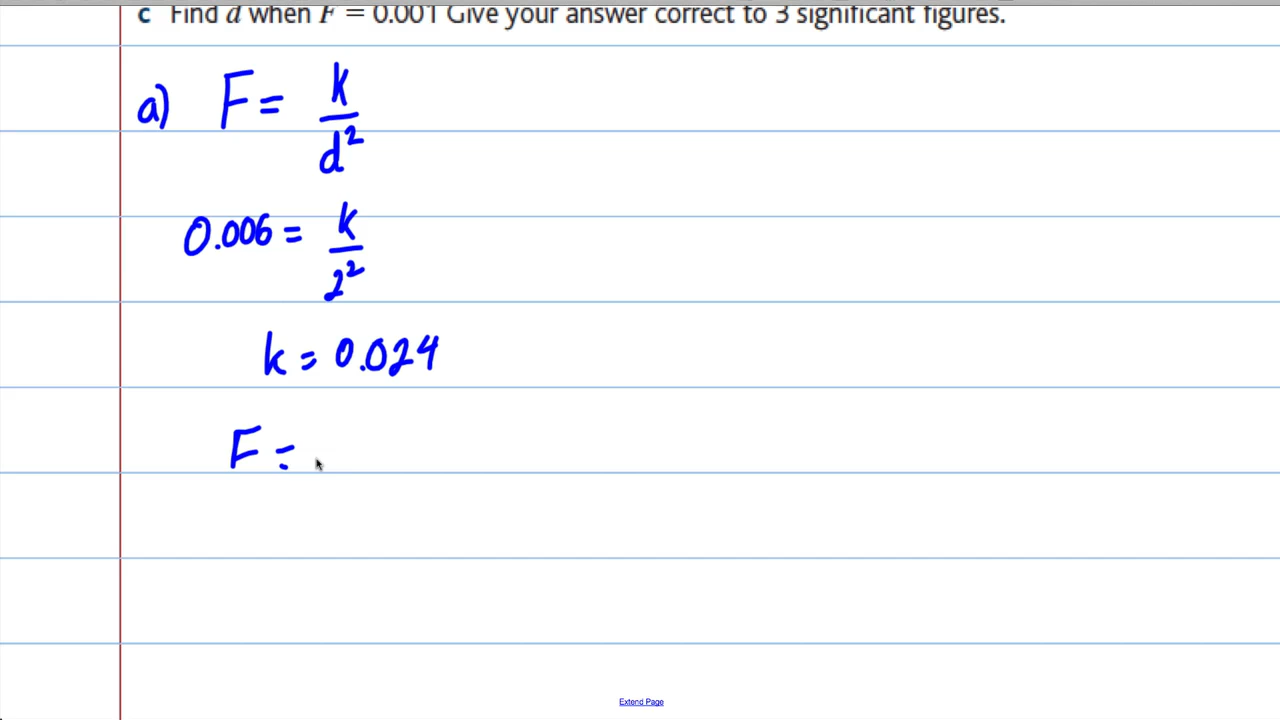 c Find d when F = 0.001 Give your answer correct to 3 significant figures.
a) F = k/d²
0.006 = k/2²
k = 0.024
F =
Extend Page